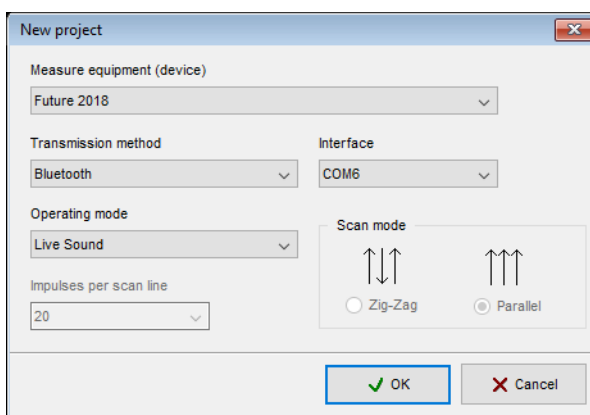 New project
Measure equipment (device)
Future 2018
Transmission method
Interface
Bluetooth
COM6
Operating mode
Live Sound
Scan mode
Impulses per scan line
20
Zig-Zag
Parallel
OK
Cancel